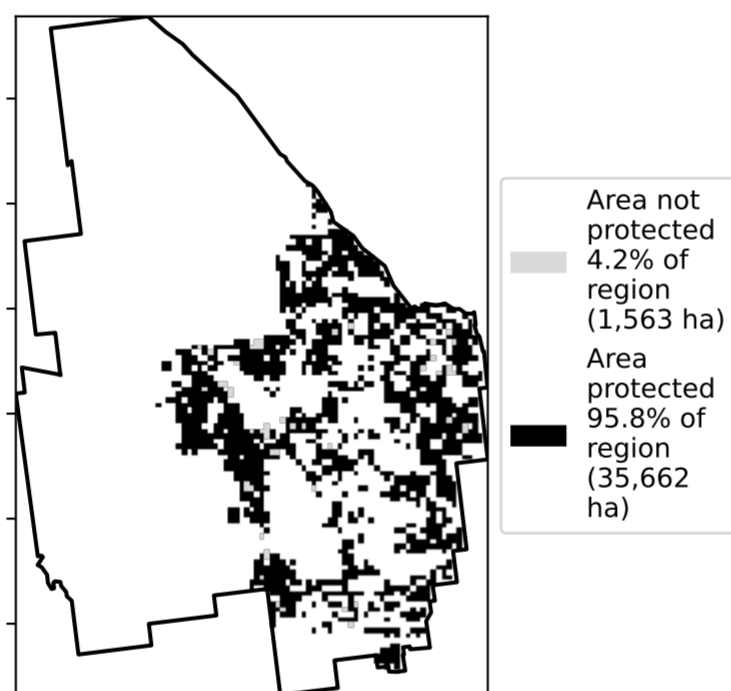 Area not
protected
4.2% of
region
(1,563 ha)
Area
protected
95.8% of
region
(35,662
ha)